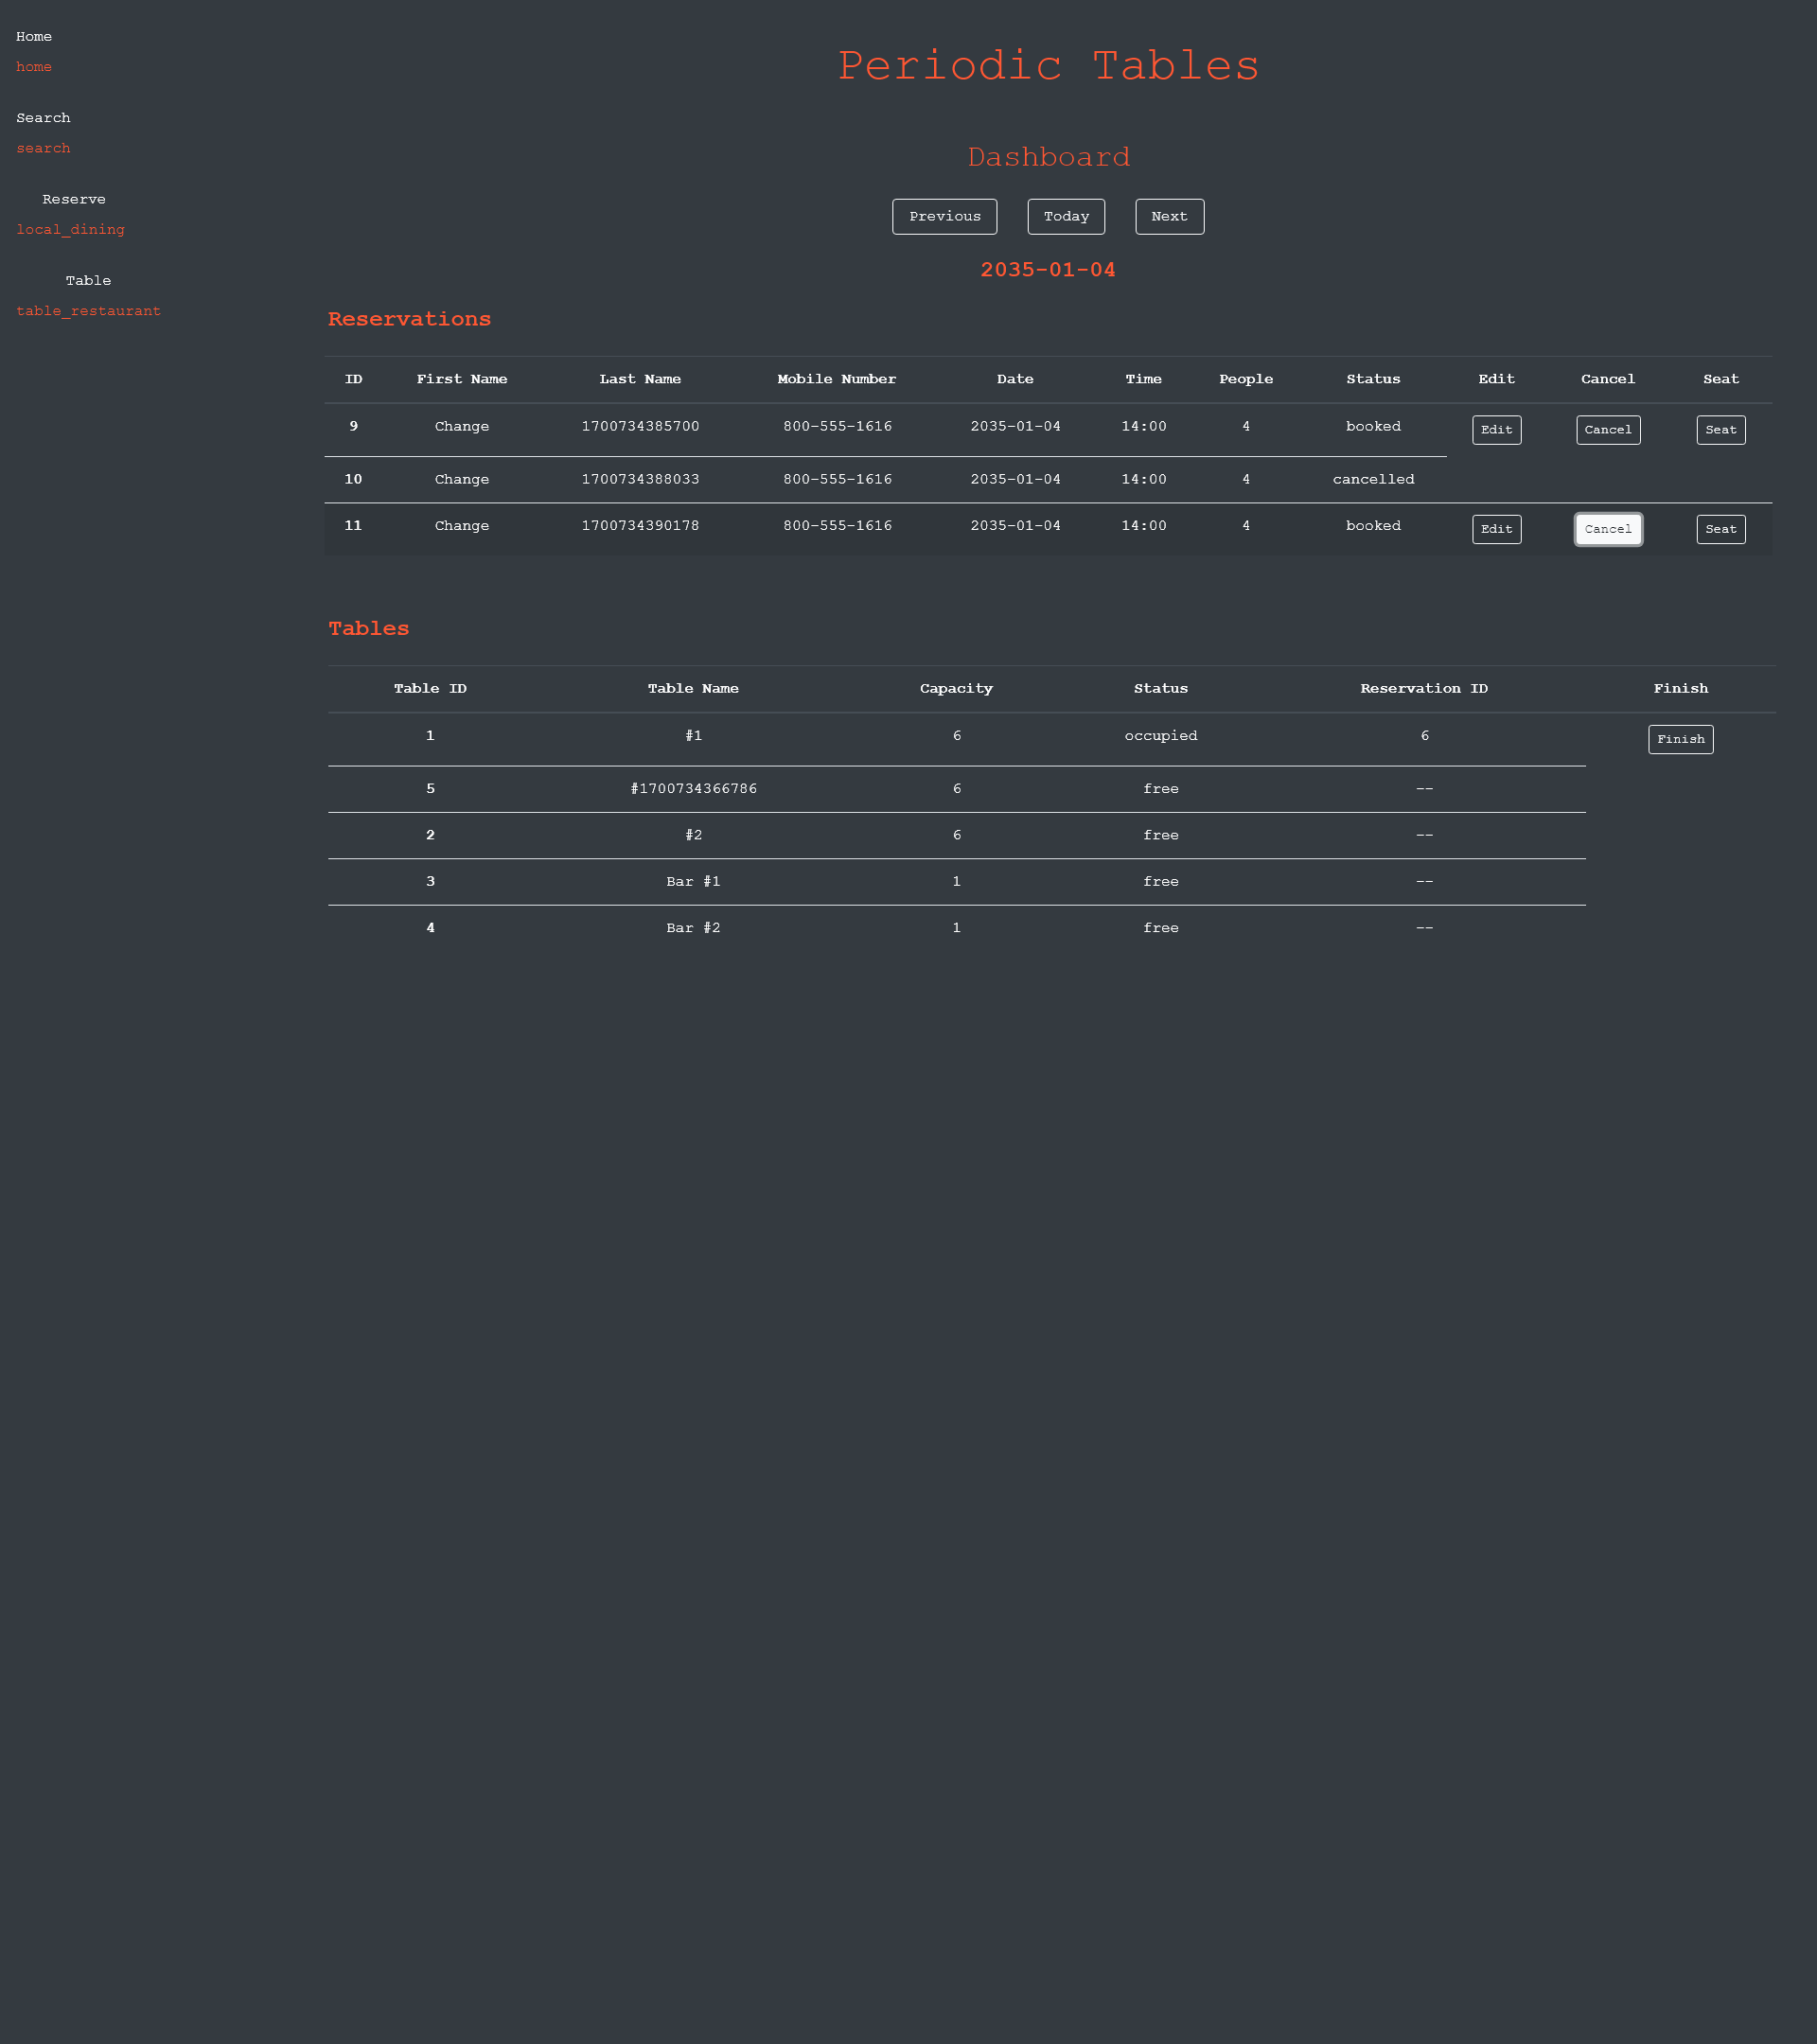 Home
home
Search
search
Reserve
local_dining
Table
table_restaurant
Periodic Tables
Dashboard
Previous Today Next
2035-01-04
Reservations
ID First Name Last Name Mobile Number Date Time People Status Edit Cancel Seat
9 Change 1700734385700 800-555-1616 2035-01-04 14:00 4 booked Edit Cancel Seat
10 Change 1700734388033 800-555-1616 2035-01-04 14:00 4 cancelled
11 Change 1700734390178 800-555-1616 2035-01-04 14:00 4 booked Edit Cancel Seat
Tables
Table ID Table Name Capacity Status Reservation ID Finish
1 #1 6 occupied 6 Finish
5 #1700734366786 6 free --
2 #2 6 free --
3 Bar #1 1 free --
4 Bar #2 1 free --